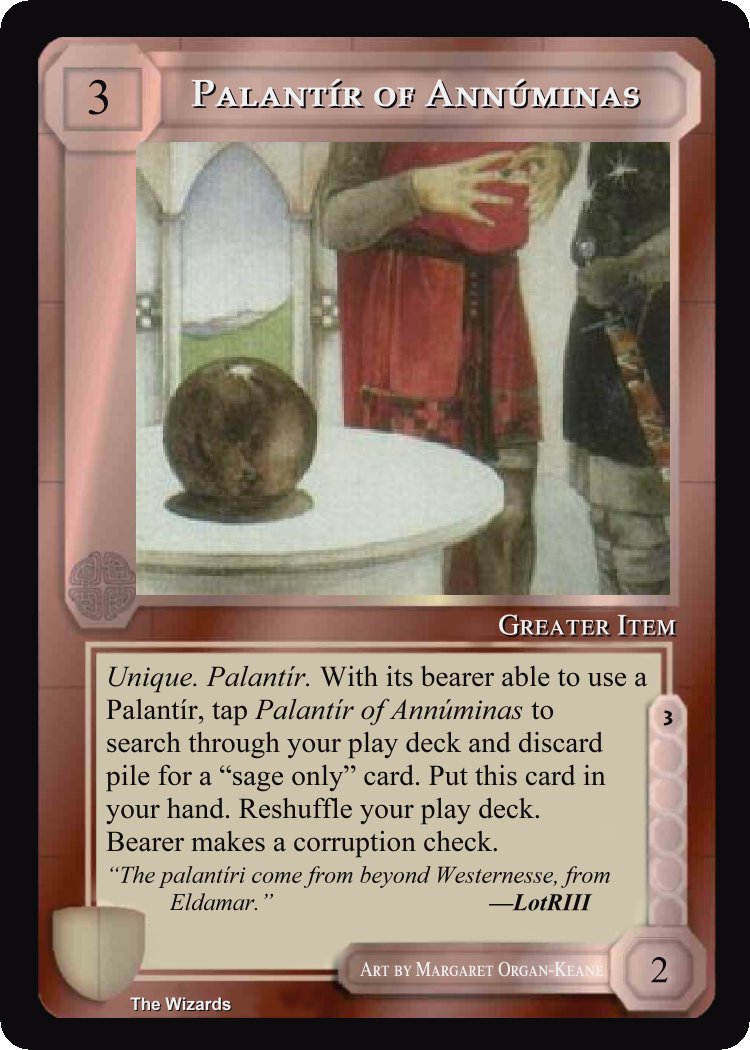 3
Palantír of Annúminas
Greater Item
Unique. Palantír. With its bearer able to use a
Palantír, tap Palantír of Annúminas to
search through your play deck and discard
pile for a “sage only” card. Put this card in
your hand. Reshuffle your play deck.
Bearer makes a corruption check.
“The palantíri come from beyond Westernesse, from
Eldamar.” —LotRIII
3
2
Art by Margaret Organ-Keane
The Wizards